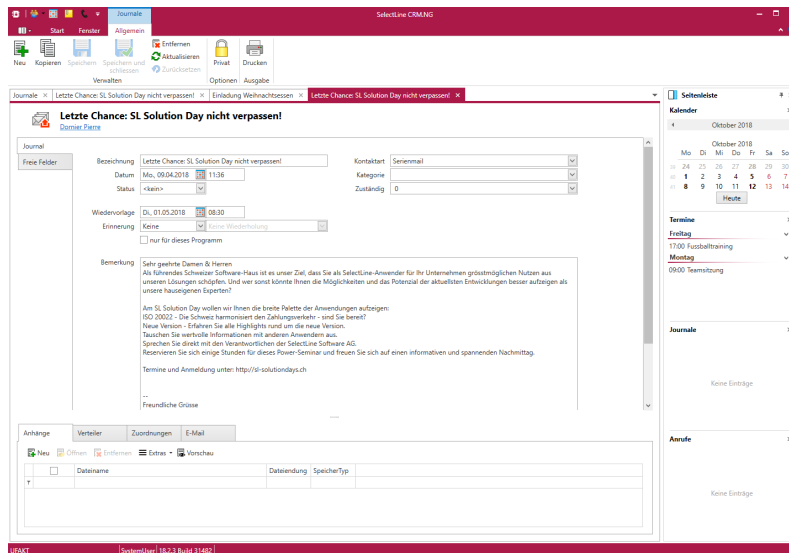 Journale
SelectLine CRM.NG
Start Fenster Allgemein
Neu
Kopieren
Speichern
Speichern und schliessen
Entfernen
Aktualisieren
Zurücksetzen
Privat
Drucken
Verwalten
Optionen
Ausgabe
Journale × Letzte Chance: SL Solution Day nicht verpassen! × Einladung Weihnachtsessen × Letzte Chance: SL Solution Day nicht verpassen! ×
Letzte Chance: SL Solution Day nicht verpassen!
Dornier Pierre
Journal
Freie Felder
Bezeichnung Letzte Chance: SL Solution Day nicht verpassen!
Kontaktart Serienmail
Datum Mo., 09.04.2018 11:36
Kategorie
Status <kein>
Zuständig 0
Wiedervorlage Di., 01.05.2018 08:30
Erinnerung Keine Keine Wiederholung
nur für dieses Programm
Bemerkung
Sehr geehrte Damen & Herren
Als führendes Schweizer Software-Haus ist es unser Ziel, dass Sie als SelectLine-Anwender für Ihr Unternehmen grösstmöglichen Nutzen aus
unseren Lösungen schöpfen. Und wer sonst könnte Ihnen die Möglichkeiten und das Potenzial der aktuellsten Entwicklungen besser aufzeigen als
unsere hauseigenen Experten?
Am SL Solution Day wollen wir Ihnen die breite Palette der Anwendungen aufzeigen:
ISO 20022 - Die Schweiz harmonisiert den Zahlungsverkehr - sind Sie bereit?
Neue Version - Erfahren Sie alle Highlights rund um die neue Version.
Tauschen Sie wertvolle Informationen mit anderen Anwendern aus.
Sprechen Sie direkt mit den Verantwortlichen der SelectLine Software AG.
Reservieren Sie sich einige Stunden für dieses Power-Seminar und freuen Sie sich auf einen informativen und spannenden Nachmittag.
Termine und Anmeldung unter: http://sl-solutiondays.ch
--
Freundliche Grüsse
Anhänge Verteiler Zuordnungen E-Mail
Neu Öffnen Entfernen Extras Vorschau
Dateiname Dateiendung SpeicherTyp
Seitenleiste
Kalender
Oktober 2018
Oktober 2018
Mo Di Mi Do Fr Sa So
24 25 26 27 28 29 30
1 2 3 4 5 6 7
8 9 10 11 12 13 14
Heute
Termine
Freitag
17:00 Fussballtraining
Montag
09:00 Teamsitzung
Journale
Keine Einträge
Anrufe
Keine Einträge
UFAKT SystemUser 18.2.3 Build 31482